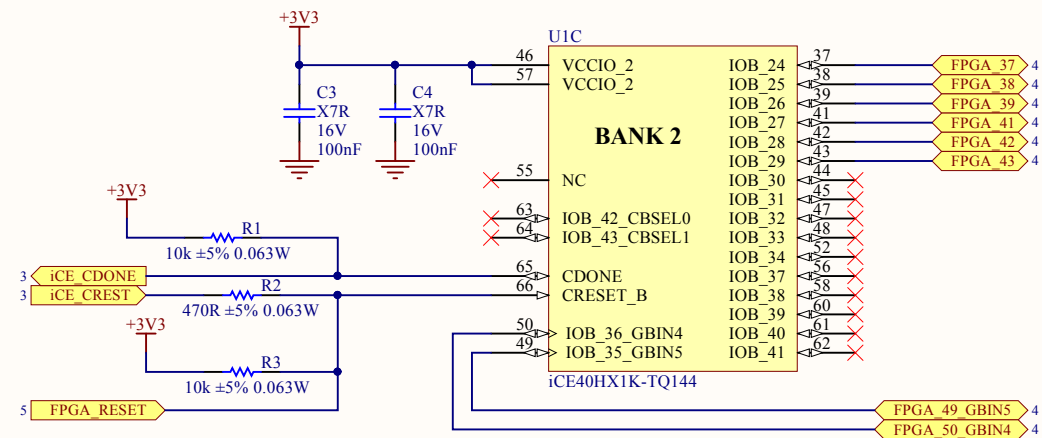 +3V3
U1C
46 VCCIO_2 IOB_24 37 FPGA_37 4
57 VCCIO_2 IOB_25 38 FPGA_38 4
IOB_26 39 FPGA_39 4
IOB_27 41 FPGA_41 4
IOB_28 42 FPGA_42 4
IOB_29 43 FPGA_43 4
C3
X7R
16V
100nF
C4
X7R
16V
100nF
BANK 2
55 NC IOB_30 44
IOB_31 45
63 IOB_42_CBSEL0 IOB_32 47
64 IOB_43_CBSEL1 IOB_33 48
IOB_34 52
65 CDONE IOB_37 56
66 CRESET_B IOB_38 58
IOB_39 60
50 IOB_36_GBIN4 IOB_40 61
49 IOB_35_GBIN5 IOB_41 62
iCE40HX1K-TQ144
+3V3
R1
10k ±5% 0.063W
3 iCE_CDONE
3 iCE_CREST
R2
470R ±5% 0.063W
+3V3
R3
10k ±5% 0.063W
5 FPGA_RESET
FPGA_49_GBIN5 4
FPGA_50_GBIN4 4